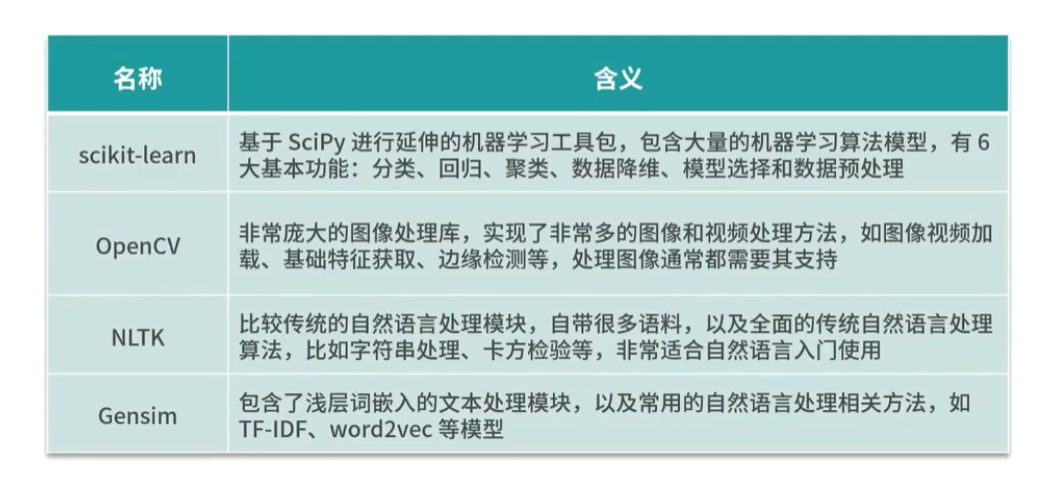 名称
含义
scikit-learn
基于 SciPy 进行延伸的机器学习工具包，包含大量的机器学习算法模型，有 6
大基本功能：分类、回归、聚类、数据降维、模型选择和数据预处理
OpenCV
非常庞大的图像处理库，实现了非常多的图像和视频处理方法，如图像视频加
载、基础特征获取、边缘检测等，处理图像通常都需要其支持
NLTK
比较传统的自然语言处理模块，自带很多语料，以及全面的传统自然语言处理
算法，比如字符串处理、卡方检验等，非常适合自然语言入门使用
Gensim
包含了浅层词嵌入的文本处理模块，以及常用的自然语言处理相关方法，如
TF-IDF、word2vec 等模型